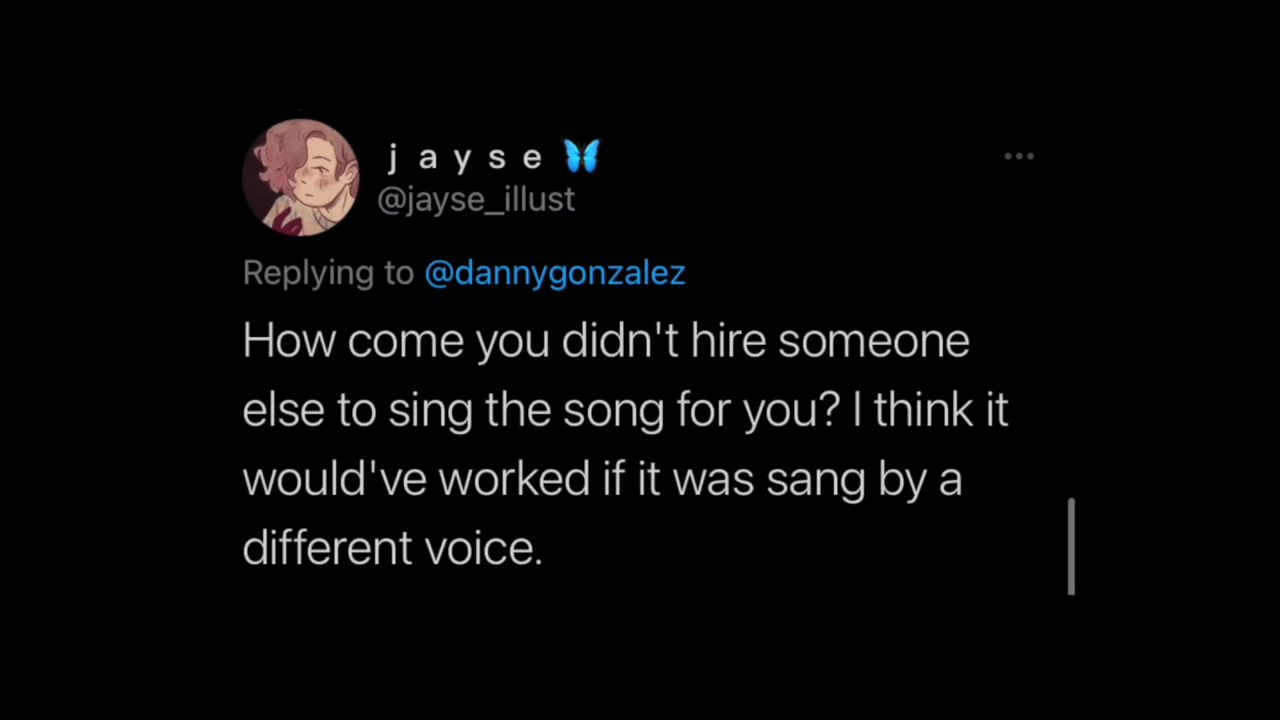 j a y s e 🦋
@jayse_illust
Replying to @dannygonzalez
How come you didn't hire someone
else to sing the song for you? I think it
would've worked if it was sang by a
different voice.